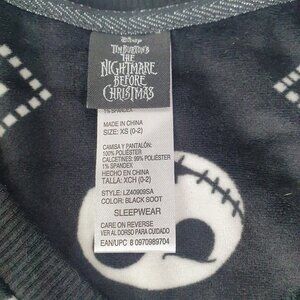 Disney
TIM BURTON'S
THE
NIGHTMARE
BEFORE
CHRISTMAS
1% SPANDEX
MADE IN CHINA
SIZE: XS (0-2)
CAMISA Y PANTALÓN:
100% POLIÉSTER
CALCETINES: 99% POLIÉSTER
1% SPANDEX
HECHO EN CHINA
TALLA: XCH (0-2)
STYLE: LZ40909SA
COLOR: BLACK SOOT
SLEEPWEAR
CARE ON REVERSE
VER AL DORSO PARA CUIDADO
EAN/UPC 8 0970989704